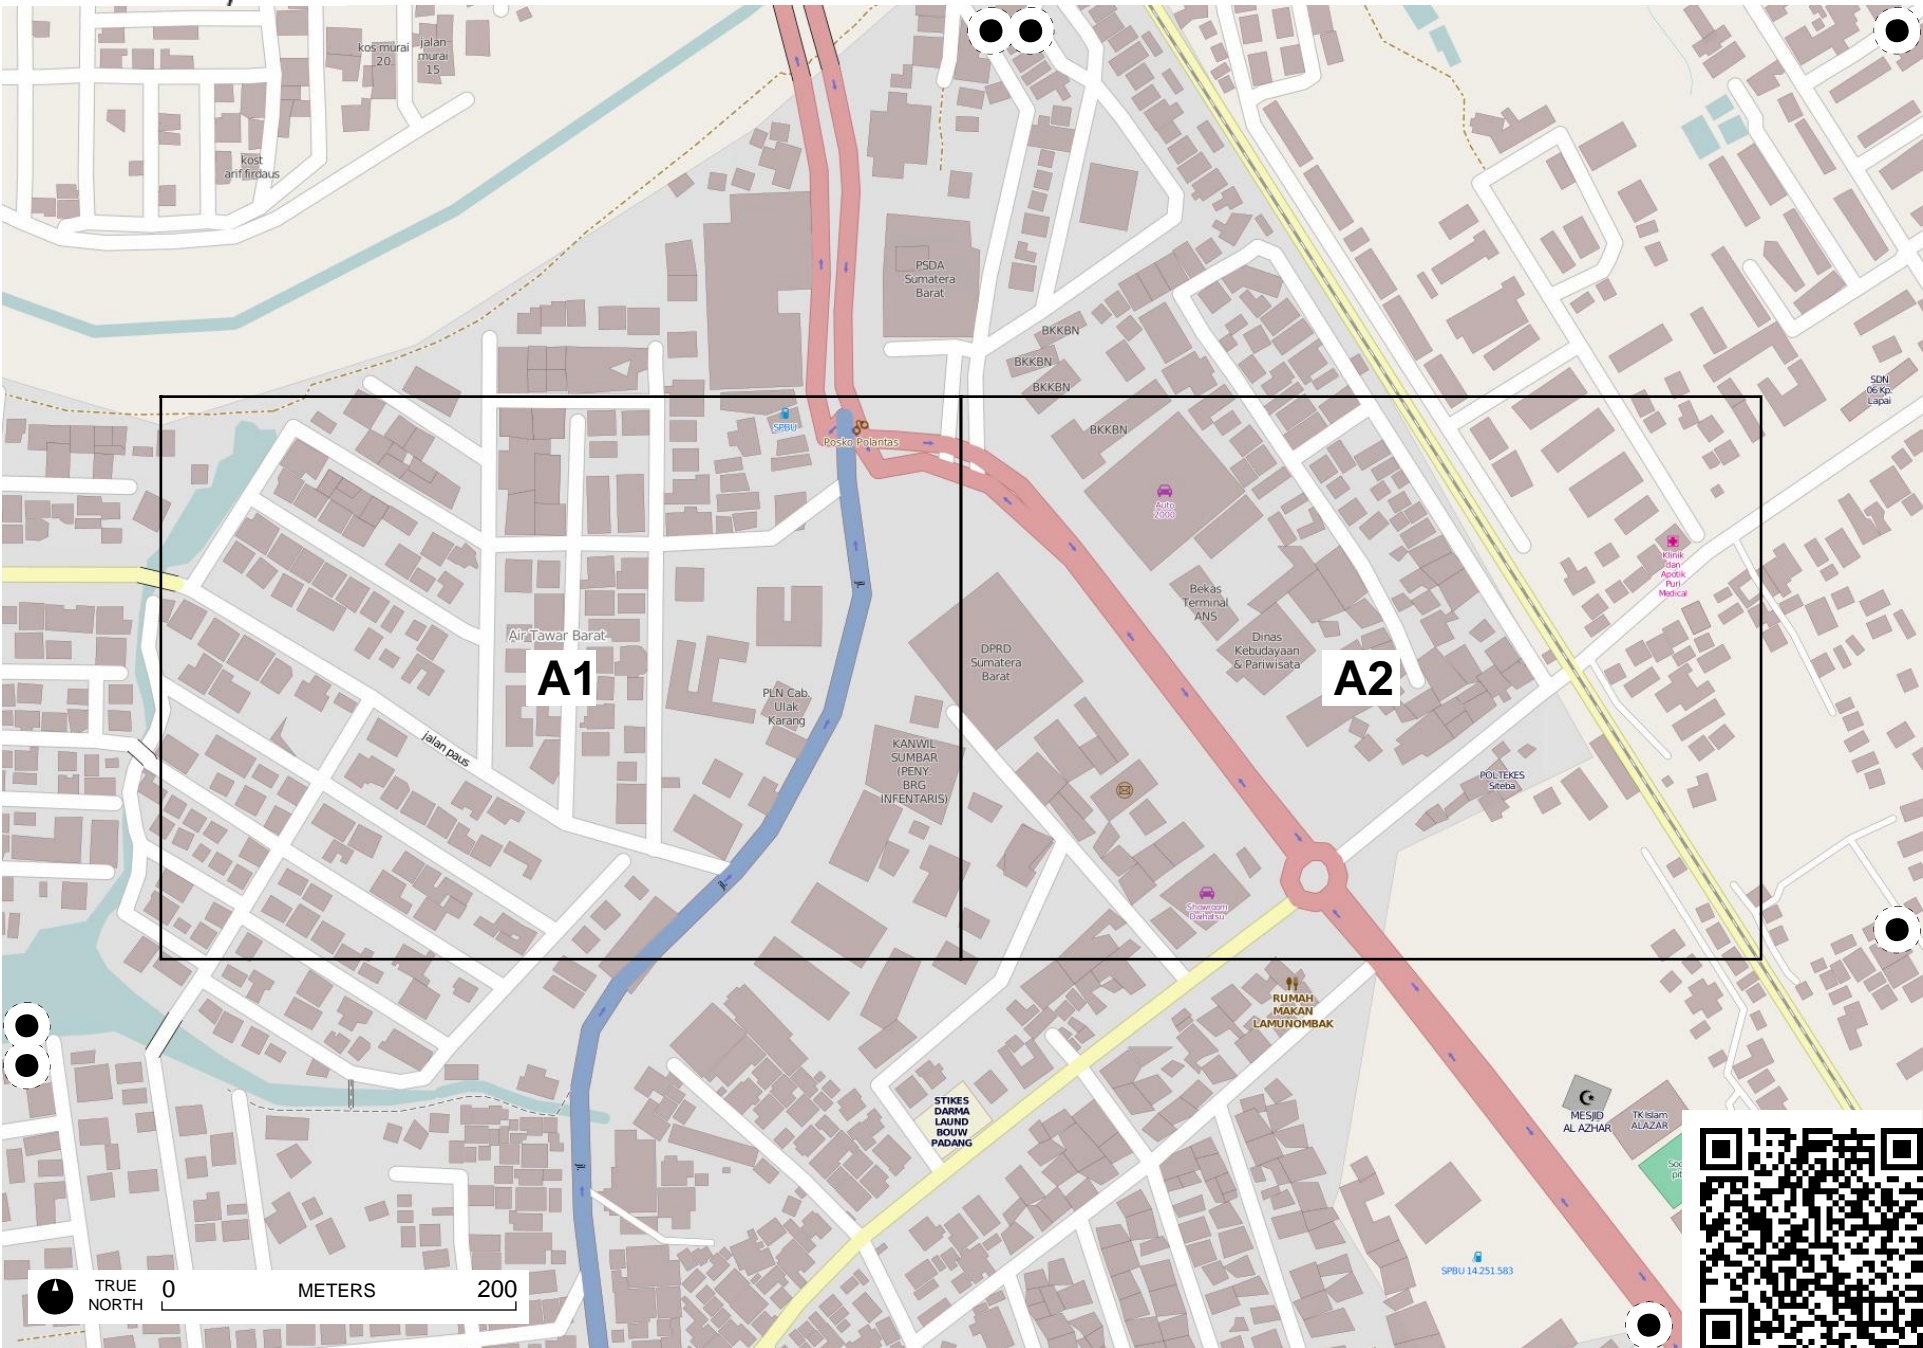 kos murai
20
jalan
murai
15
kost
arif firdaus
PSDA
Sumatera
Barat
BKKBN
BKKBN
BKKBN
SDN
06 Kp.
Lapai
SPBU
Posko Polantas
BKKBN
Auto
2000
Klinik
dan
Apotik
Puri
Medical
Bekas
Terminal
ANS
Air Tawar Barat
DPRD
Sumatera
Barat
Dinas
Kebudayaan
& Pariwisata
A1
A2
PLN Cab.
Ulak
Karang
jalan paus
KANWIL
SUMBAR
(PENY.
BRG
INFENTARIS)
POLTEKES
Siteba
Showroom
Daihatsu
RUMAH
MAKAN
LAMUNOMBAK
STIKES
DARMA
LAUND
BOUW
PADANG
MESJID
AL AZHAR
TK Islam
ALAZAR
SPBU 14.251.583
TRUE
NORTH
0 METERS 200